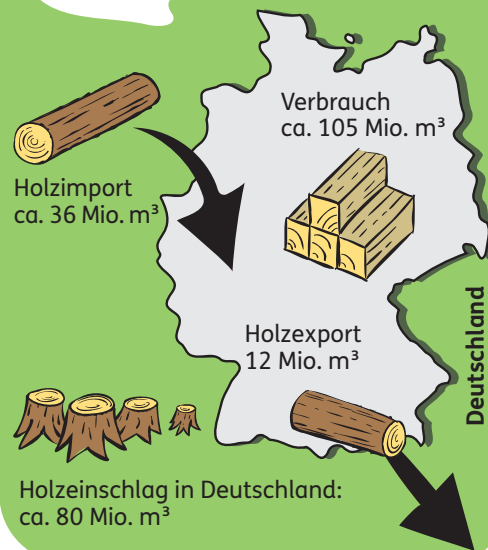 Verbrauch
ca. 105 Mio. m³
Holzimport
ca. 36 Mio. m³
Holzexport
12 Mio. m³
Deutschland
Holzeinschlag in Deutschland:
ca. 80 Mio. m³